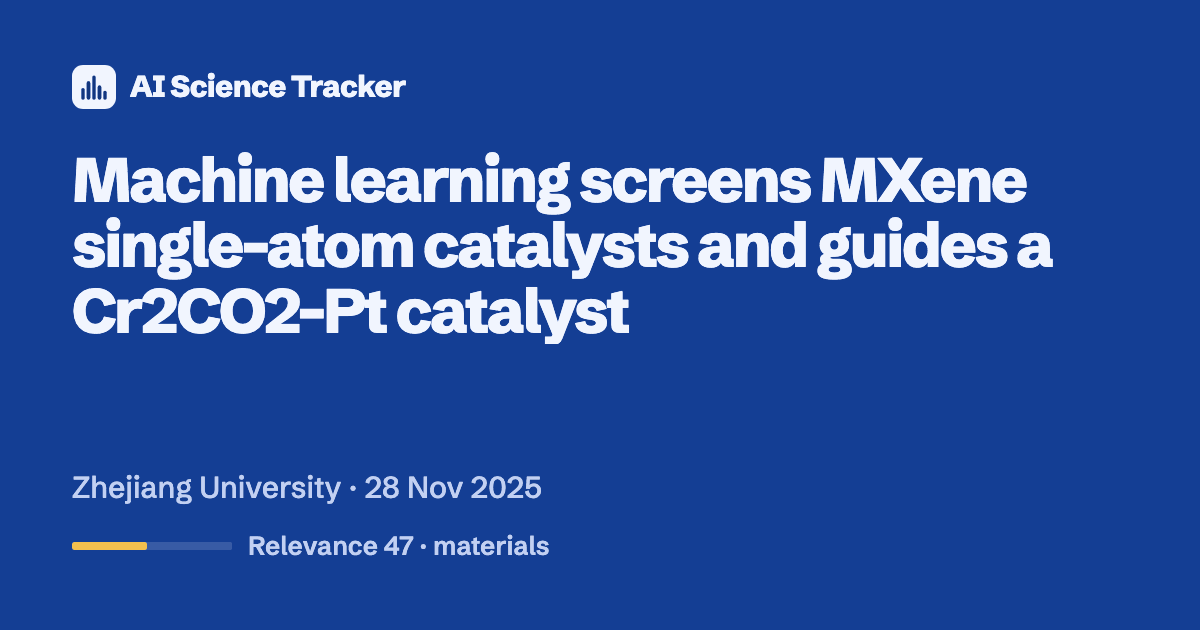 AI Science Tracker
Machine learning screens MXene
single-atom catalysts and guides a
Cr2CO2-Pt catalyst
Zhejiang University · 28 Nov 2025
Relevance 47 · materials